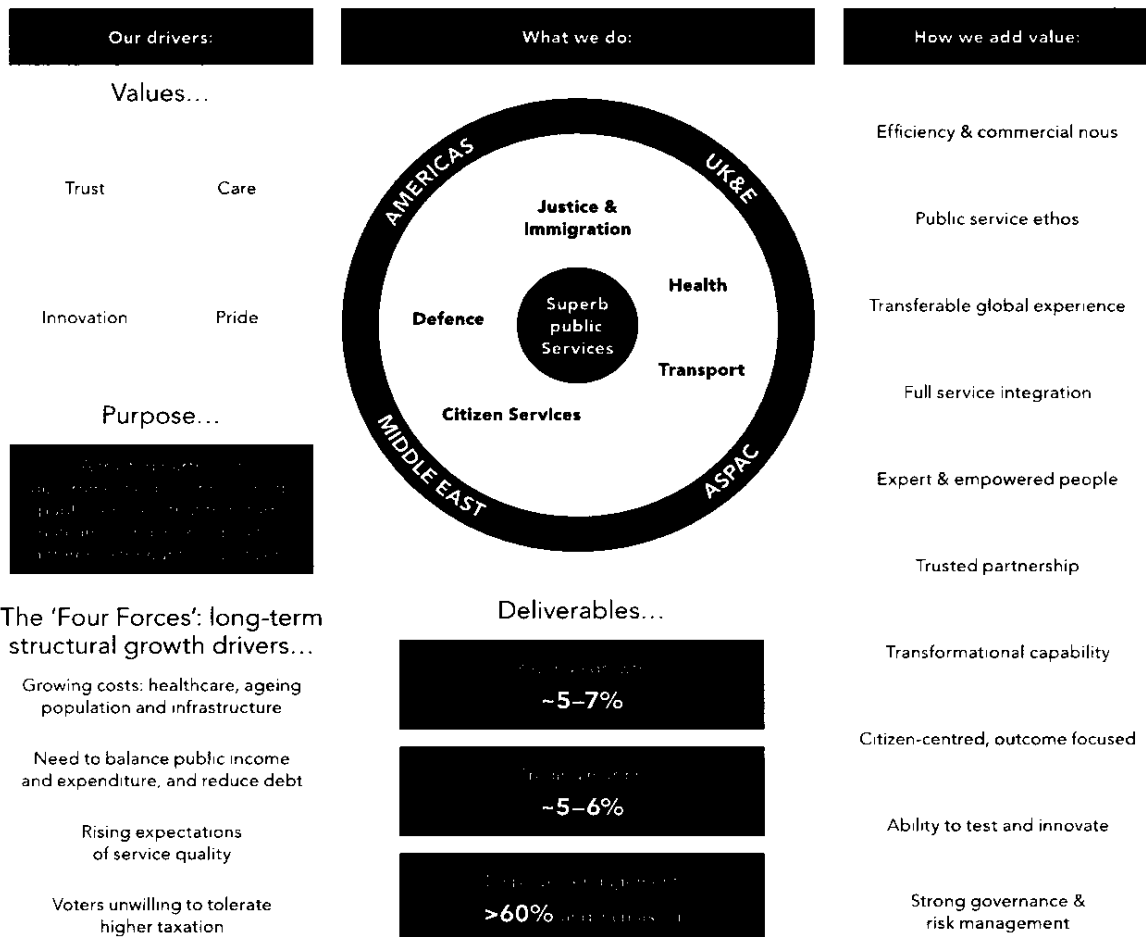 Our drivers:
Values...
Trust
Care
Innovation
Pride
Purpose...
The ‘Four Forces’: long-term
structural growth drivers...
Growing costs: healthcare, ageing
population and infrastructure
Need to balance public income
and expenditure, and reduce debt
Rising expectations
of service quality
Voters unwilling to tolerate
higher taxation
What we do:
AMERICAS
UK&E
MIDDLE EAST
ASPAC
Justice &
Immigration
Health
Defence
Superb
public
Services
Transport
Citizen Services
Deliverables...
~5–7%
~5–6%
>60%
How we add value:
Efficiency & commercial nous
Public service ethos
Transferable global experience
Full service integration
Expert & empowered people
Trusted partnership
Transformational capability
Citizen-centred, outcome focused
Ability to test and innovate
Strong governance &
risk management